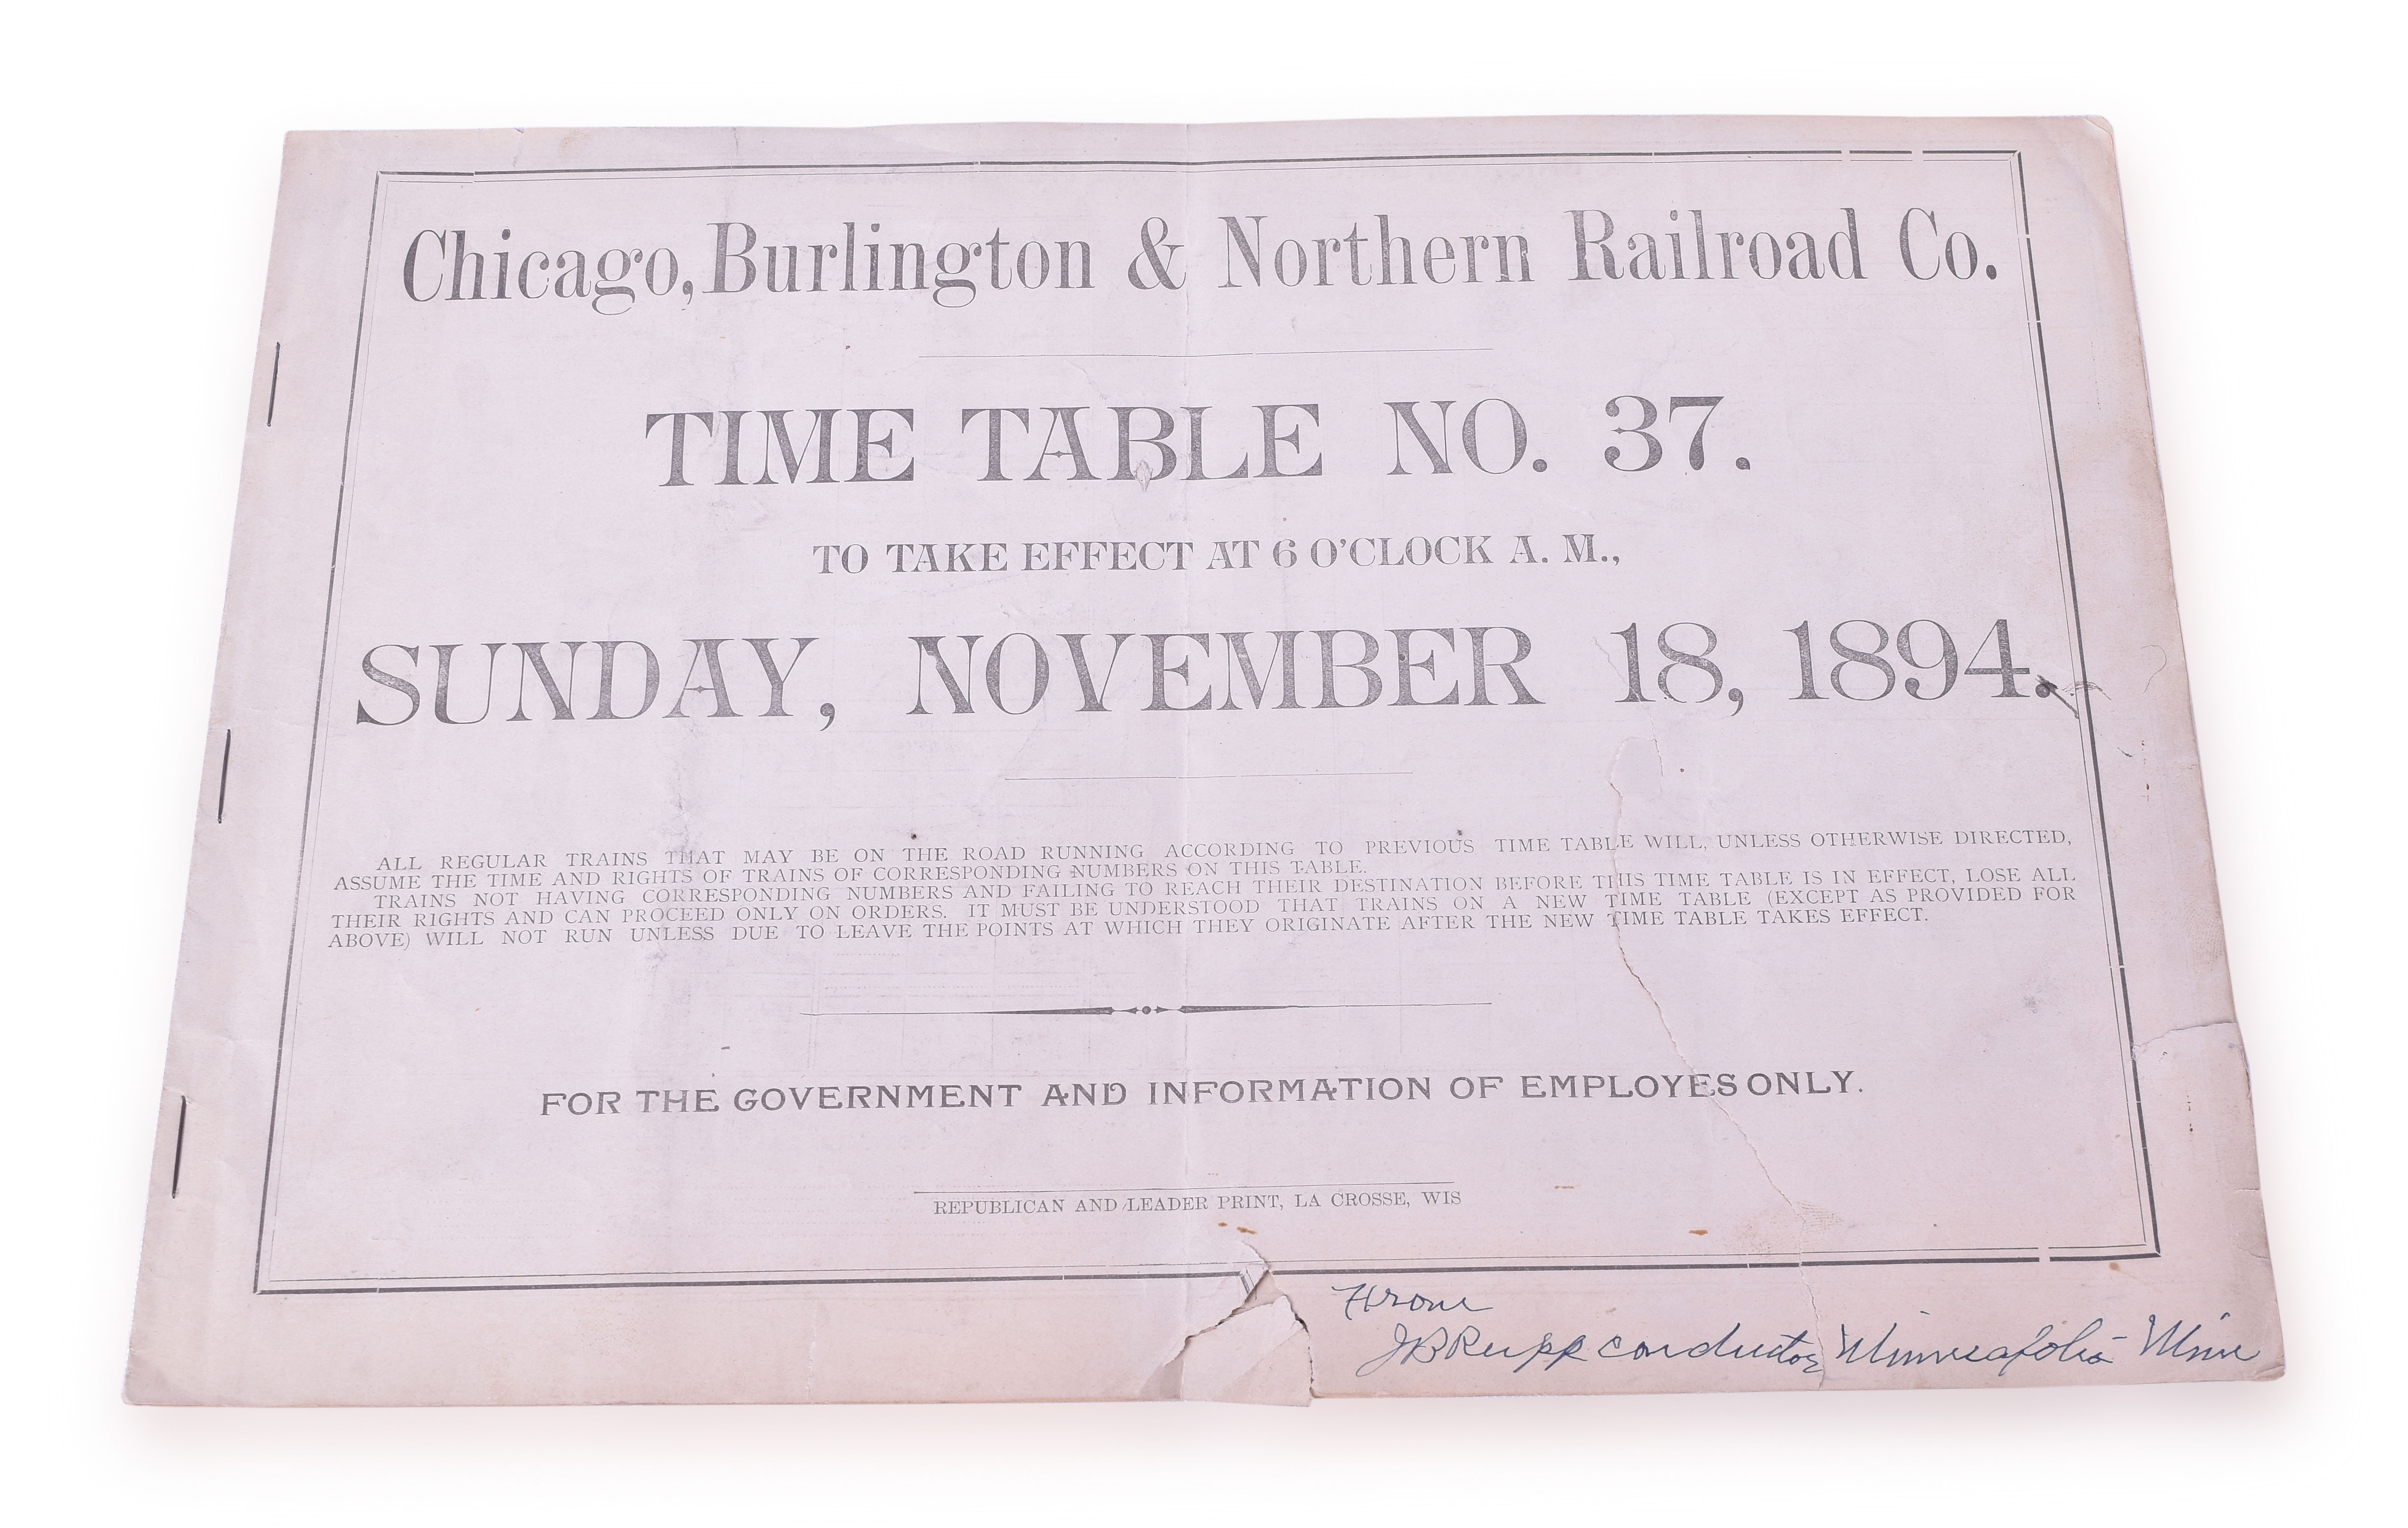 Chicago, Burlington & Northern Railroad Co.
TIME TABLE NO. 37.
TO TAKE EFFECT AT 6 O'CLOCK A. M.,
SUNDAY, NOVEMBER 18, 1894.
ALL REGULAR TRAINS THAT MAY BE ON THE ROAD RUNNING ACCORDING TO PREVIOUS TIME TABLE WILL, UNLESS OTHERWISE DIRECTED,
ASSUME THE TIME AND RIGHTS OF TRAINS OF CORRESPONDING NUMBERS ON THIS TABLE.
TRAINS NOT HAVING CORRESPONDING NUMBERS AND FAILING TO REACH THEIR DESTINATION BEFORE THIS TIME TABLE IS IN EFFECT, LOSE ALL
THEIR RIGHTS AND CAN PROCEED ONLY ON ORDERS. IT MUST BE UNDERSTOOD THAT TRAINS ON A NEW TIME TABLE (EXCEPT AS PROVIDED FOR
ABOVE) WILL NOT RUN UNLESS DUE TO LEAVE THE POINTS AT WHICH THEY ORIGINATE AFTER THE NEW TIME TABLE TAKES EFFECT.
FOR THE GOVERNMENT AND INFORMATION OF EMPLOYES ONLY.
REPUBLICAN AND LEADER PRINT, LA CROSSE, WIS
From
J B Rupp conductor Minneapolis Minn